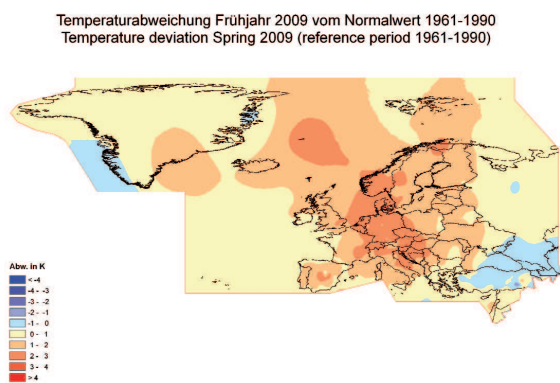 Temperaturabweichung Frühjahr 2009 vom Normalwert 1961-1990
Temperature deviation Spring 2009 (reference period 1961-1990)
Abw. in K
< -4
-4 - -3
-3 - -2
-2 - -1
-1 - 0
0 - 1
1 - 2
2 - 3
3 - 4
> 4